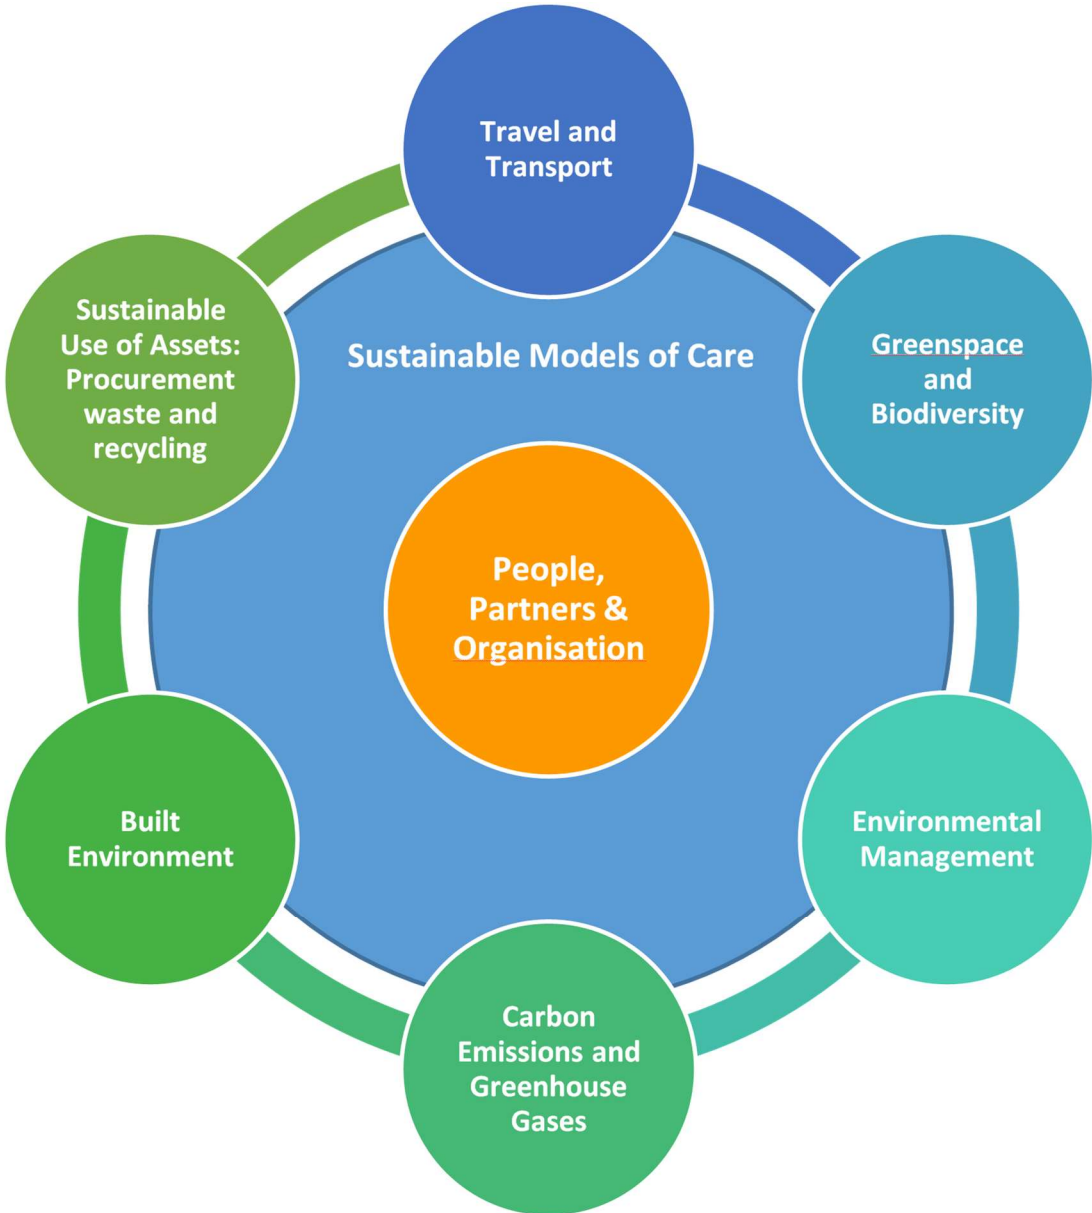 Travel and
Transport
Sustainable
Use of Assets:
Procurement
waste and
recycling
Sustainable Models of Care
Greenspace
and
Biodiversity
People,
Partners &
Organisation
Built
Environment
Environmental
Management
Carbon
Emissions and
Greenhouse
Gases